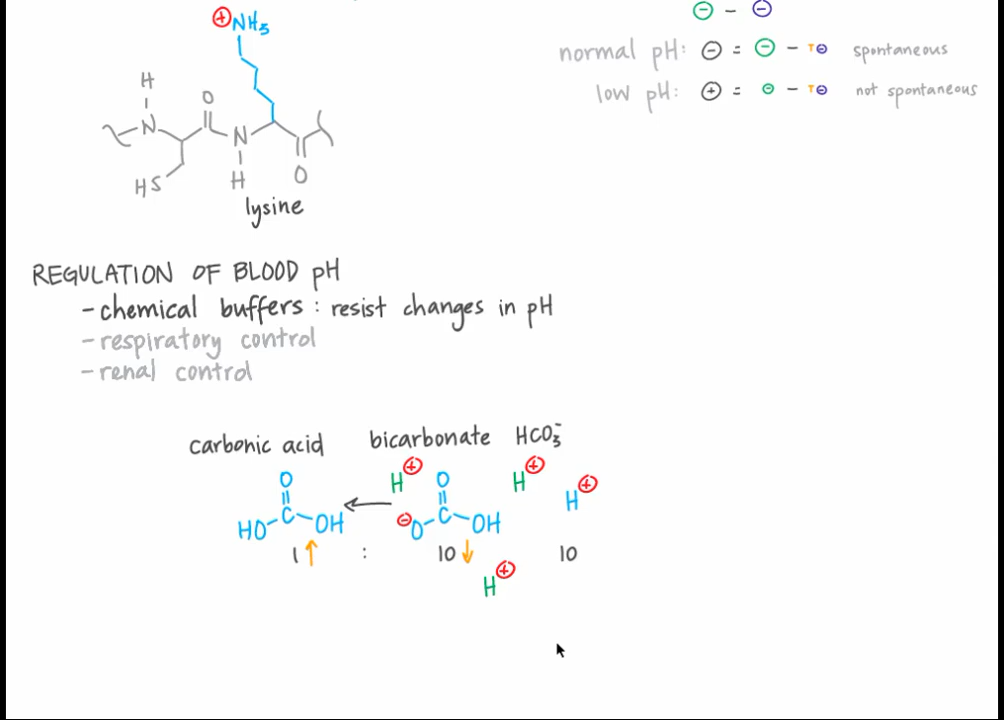 ⊖ - ⊖
normal pH: ⊖ = ⊖ - T⊖ spontaneous
low pH: ⊕ = ⊖ - T⊖ not spontaneous
⊕NH3
H
N
O
N
H
O
HS
lysine
REGULATION OF BLOOD pH
- chemical buffers : resist changes in pH
- respiratory control
- renal control
carbonic acid bicarbonate HCO3⁻
O H⊕ O H⊕ H⊕
C C
HO OH ⊖O OH
1↑ : 10↓ 10
H⊕